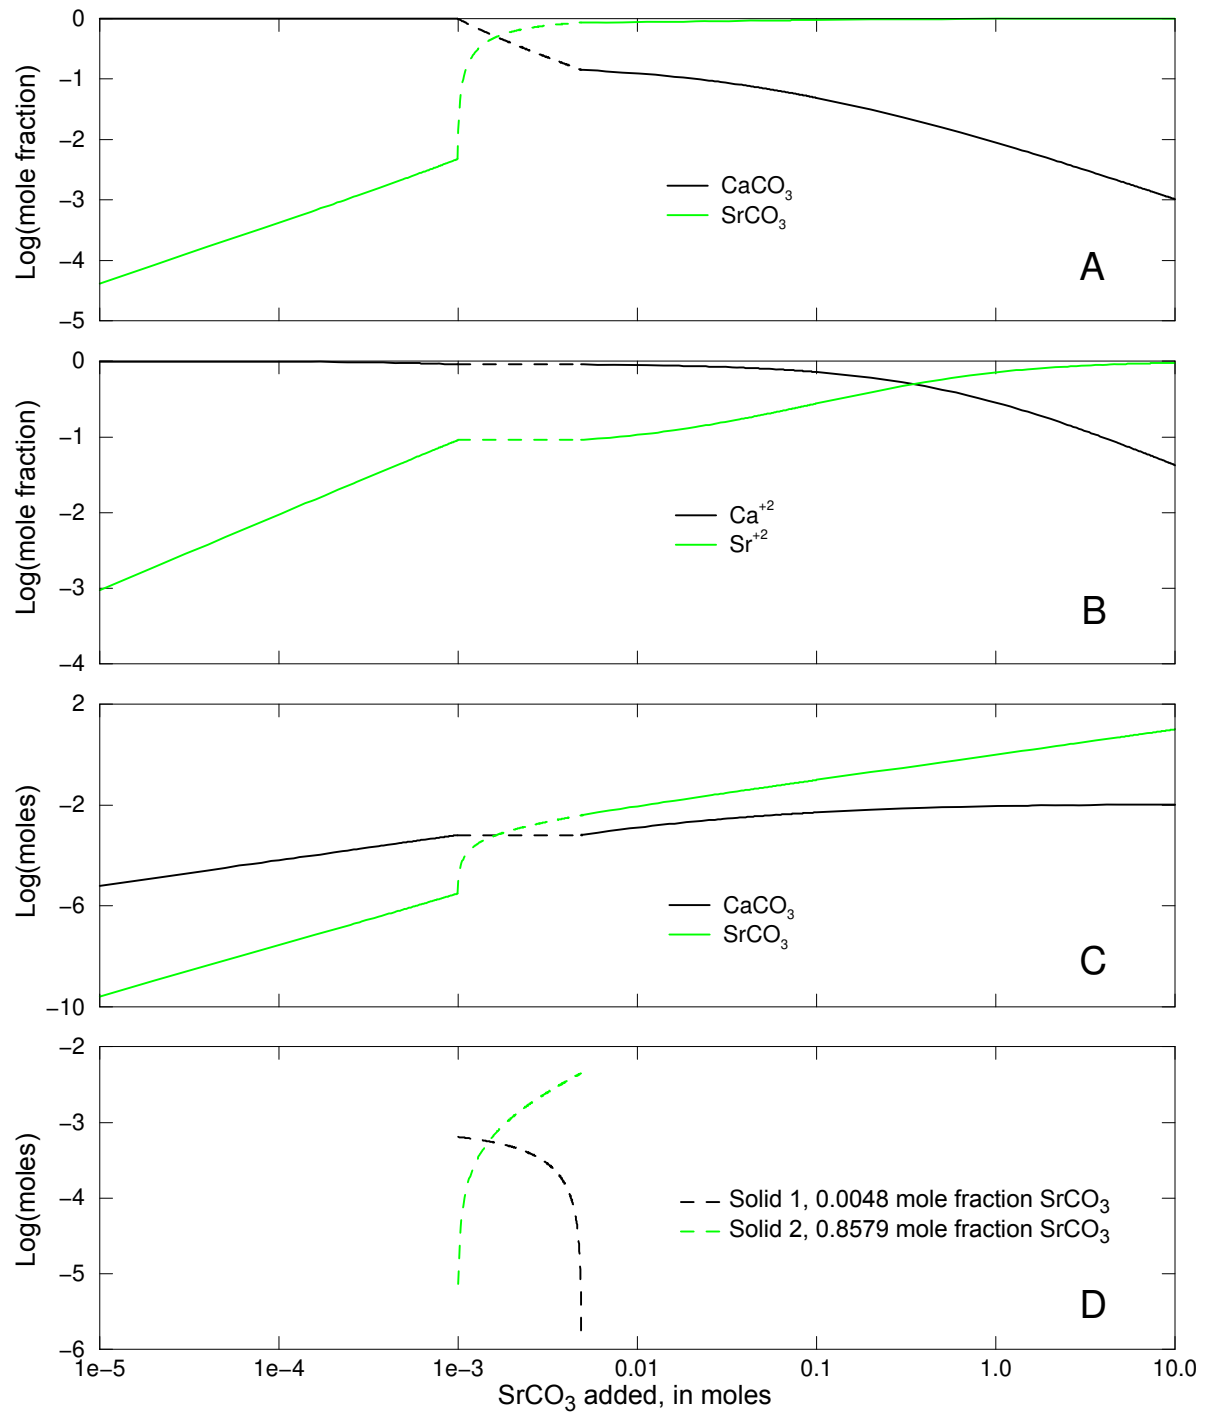 0
−1
−2
−3
−4
−5
Log(mole fraction)
CaCO₃
SrCO₃
A
0
−1
−2
−3
−4
Log(mole fraction)
Ca⁺²
Sr⁺²
B
2
−2
−6
−10
Log(moles)
CaCO₃
SrCO₃
C
−2
−3
−4
−5
−6
Log(moles)
Solid 1, 0.0048 mole fraction SrCO₃
Solid 2, 0.8579 mole fraction SrCO₃
D
1e−5 1e−4 1e−3 0.01 0.1 1.0 10.0
SrCO₃ added, in moles